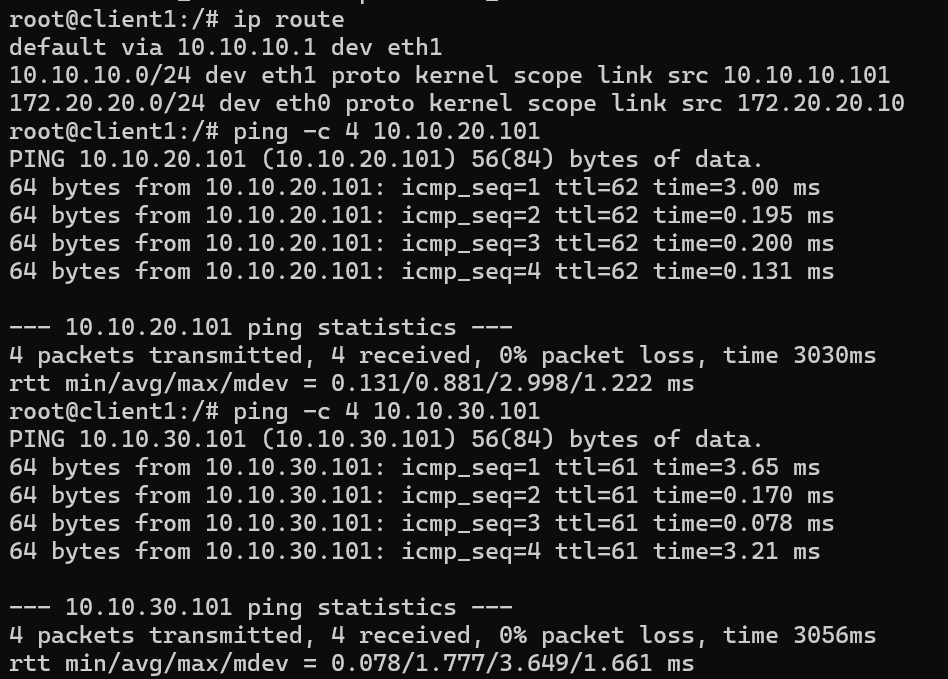 root@client1:/# ip route
default via 10.10.10.1 dev eth1
10.10.10.0/24 dev eth1 proto kernel scope link src 10.10.10.101
172.20.20.0/24 dev eth0 proto kernel scope link src 172.20.20.10
root@client1:/# ping -c 4 10.10.20.101
PING 10.10.20.101 (10.10.20.101) 56(84) bytes of data.
64 bytes from 10.10.20.101: icmp_seq=1 ttl=62 time=3.00 ms
64 bytes from 10.10.20.101: icmp_seq=2 ttl=62 time=0.195 ms
64 bytes from 10.10.20.101: icmp_seq=3 ttl=62 time=0.200 ms
64 bytes from 10.10.20.101: icmp_seq=4 ttl=62 time=0.131 ms

--- 10.10.20.101 ping statistics ---
4 packets transmitted, 4 received, 0% packet loss, time 3030ms
rtt min/avg/max/mdev = 0.131/0.881/2.998/1.222 ms
root@client1:/# ping -c 4 10.10.30.101
PING 10.10.30.101 (10.10.30.101) 56(84) bytes of data.
64 bytes from 10.10.30.101: icmp_seq=1 ttl=61 time=3.65 ms
64 bytes from 10.10.30.101: icmp_seq=2 ttl=61 time=0.170 ms
64 bytes from 10.10.30.101: icmp_seq=3 ttl=61 time=0.078 ms
64 bytes from 10.10.30.101: icmp_seq=4 ttl=61 time=3.21 ms

--- 10.10.30.101 ping statistics ---
4 packets transmitted, 4 received, 0% packet loss, time 3056ms
rtt min/avg/max/mdev = 0.078/1.777/3.649/1.661 ms